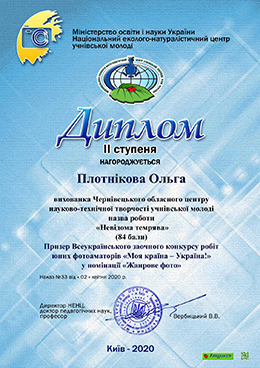 Міністерство освіти і науки України
Національний еколого-натуралістичний центр
учнівської молоді
Диплом
ІІ ступеня
НАГОРОДЖУЄТЬСЯ
Плотнікова Ольга
вихованка Чернівецького обласного центру
науково-технічної творчості учнівської молоді
назва роботи
«Невідома темрява»
(84 бали)
Призер Всеукраїнського заочного конкурсу робіт
юних фотоаматорів «Моя країна – Україна!»
у номінації «Жанрове фото»
Наказ №33 від «02» квітня 2020 р.
Директор НЕНЦ,
доктор педагогічних наук,
професор
Вербицький В.В.
Київ - 2020